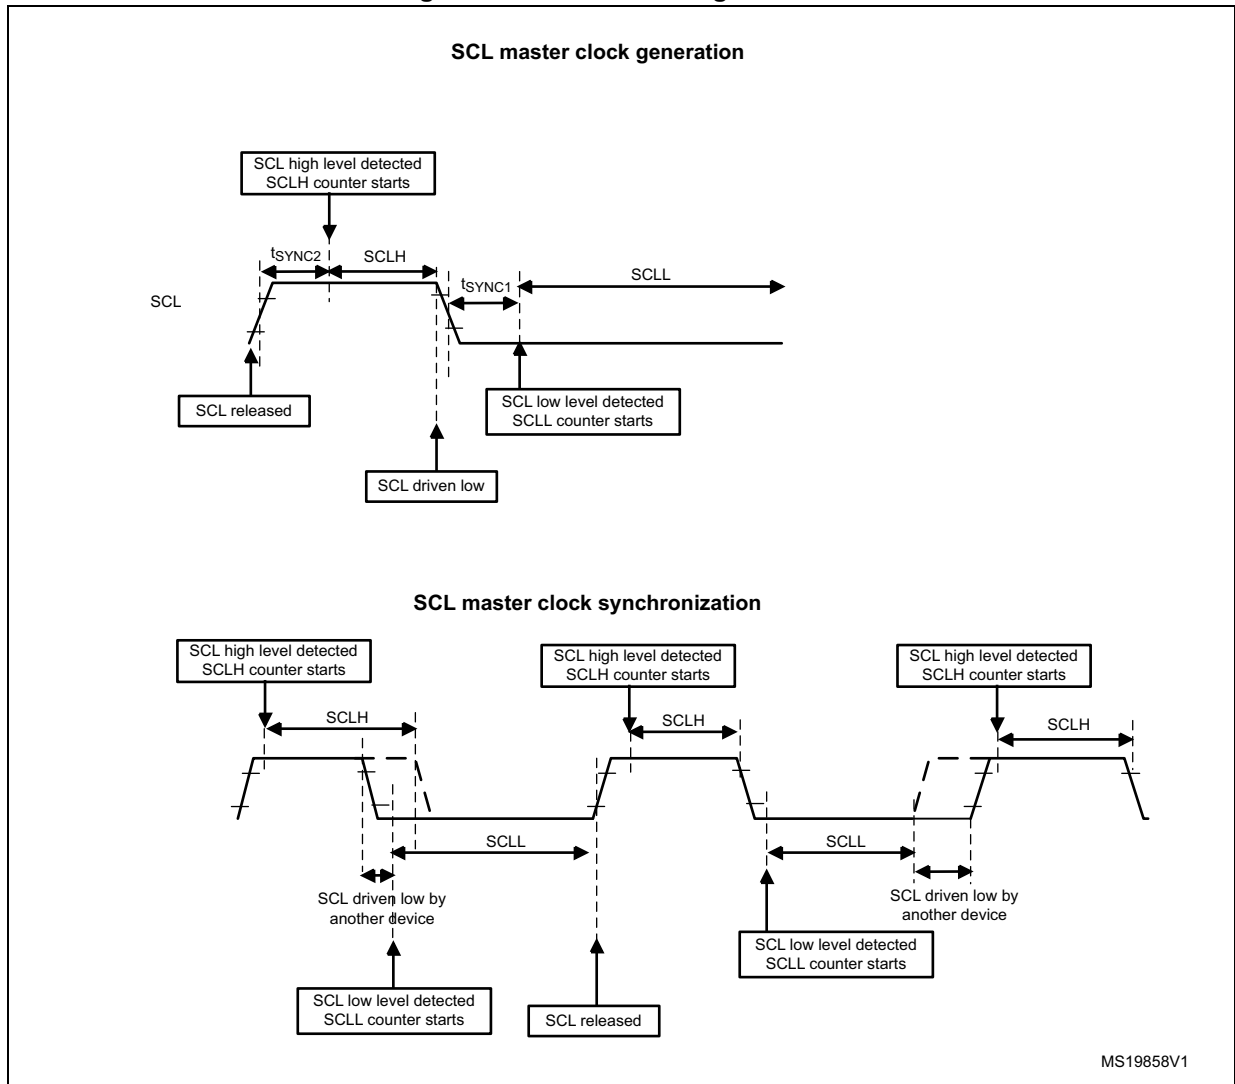 SCL master clock generation
SCL high level detected
SCLH counter starts
tSYNC2
SCLH
SCLL
tSYNC1
SCL
SCL released
SCL low level detected
SCLL counter starts
SCL driven low
SCL master clock synchronization
SCL high level detected
SCLH counter starts
SCL high level detected
SCLH counter starts
SCL high level detected
SCLH counter starts
SCLH
SCLH
SCLH
SCLL
SCLL
SCL driven low by
another device
SCL driven low by
another device
SCL low level detected
SCLL counter starts
SCL low level detected
SCLL counter starts
SCL released
MS19858V1